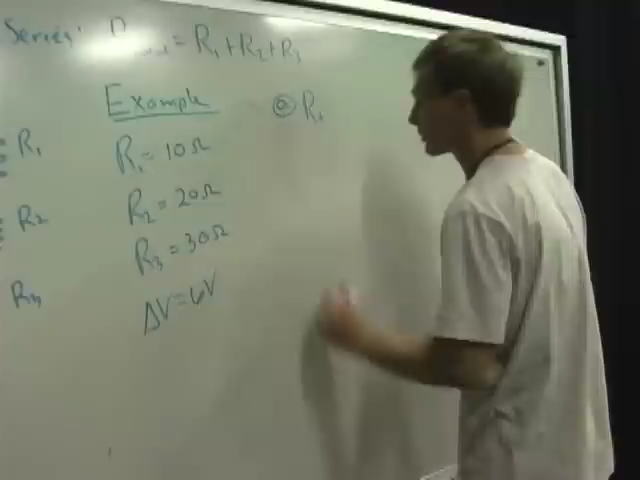 Series: = R₁+R₂+R₃
Example
@ R₁
R₁
R₁ = 10Ω
R₂
R₂ = 20Ω
R₃
R₃ = 30Ω
ΔV = 6V